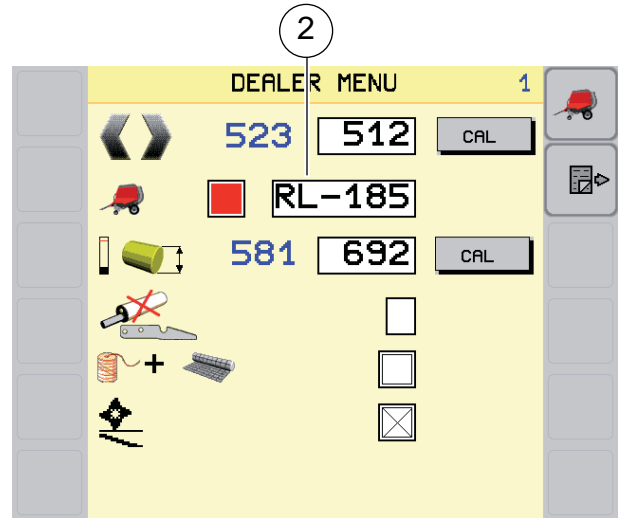 2
DEALER MENU 1
523 512 CAL
RL-185
581 692 CAL
+